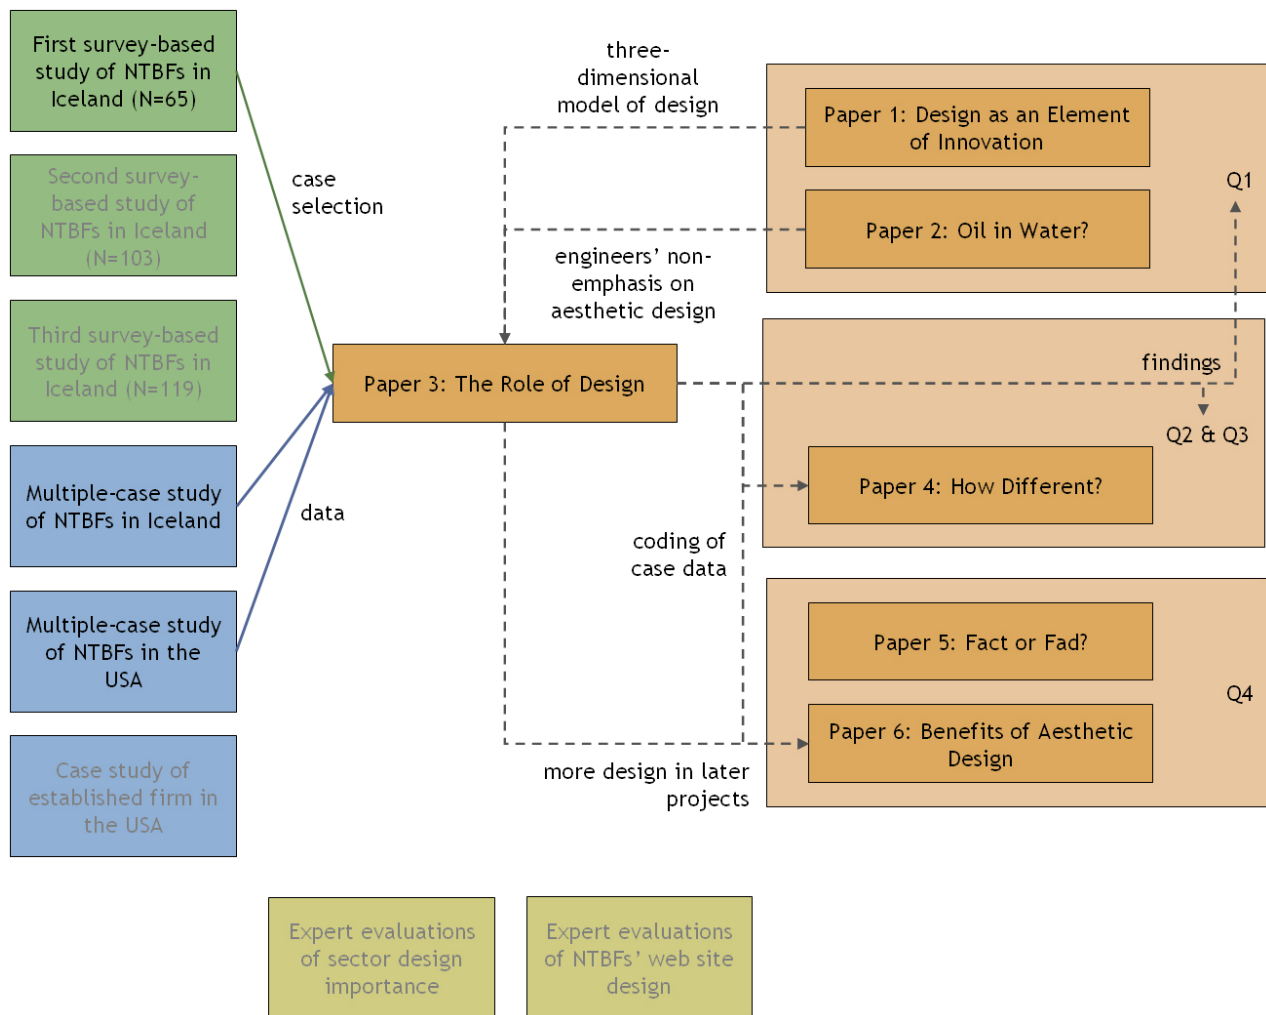 First survey-based
study of NTBFs in
Iceland (N=65)
Second survey-
based study of
NTBFs in Iceland
(N=103)
Third survey-based
study of NTBFs in
Iceland (N=119)
Multiple-case study
of NTBFs in Iceland
Multiple-case study
of NTBFs in the
USA
Case study of
established firm in
the USA
case
selection
data
three-
dimensional
model of design
engineers’ non-
emphasis on
aesthetic design
Paper 3: The Role of Design
coding of
case data
more design in later
projects
Paper 1: Design as an Element
of Innovation
Paper 2: Oil in Water?
Q1
findings
Q2 & Q3
Paper 4: How Different?
Paper 5: Fact or Fad?
Q4
Paper 6: Benefits of Aesthetic
Design
Expert evaluations
of sector design
importance
Expert evaluations
of NTBFs’ web site
design